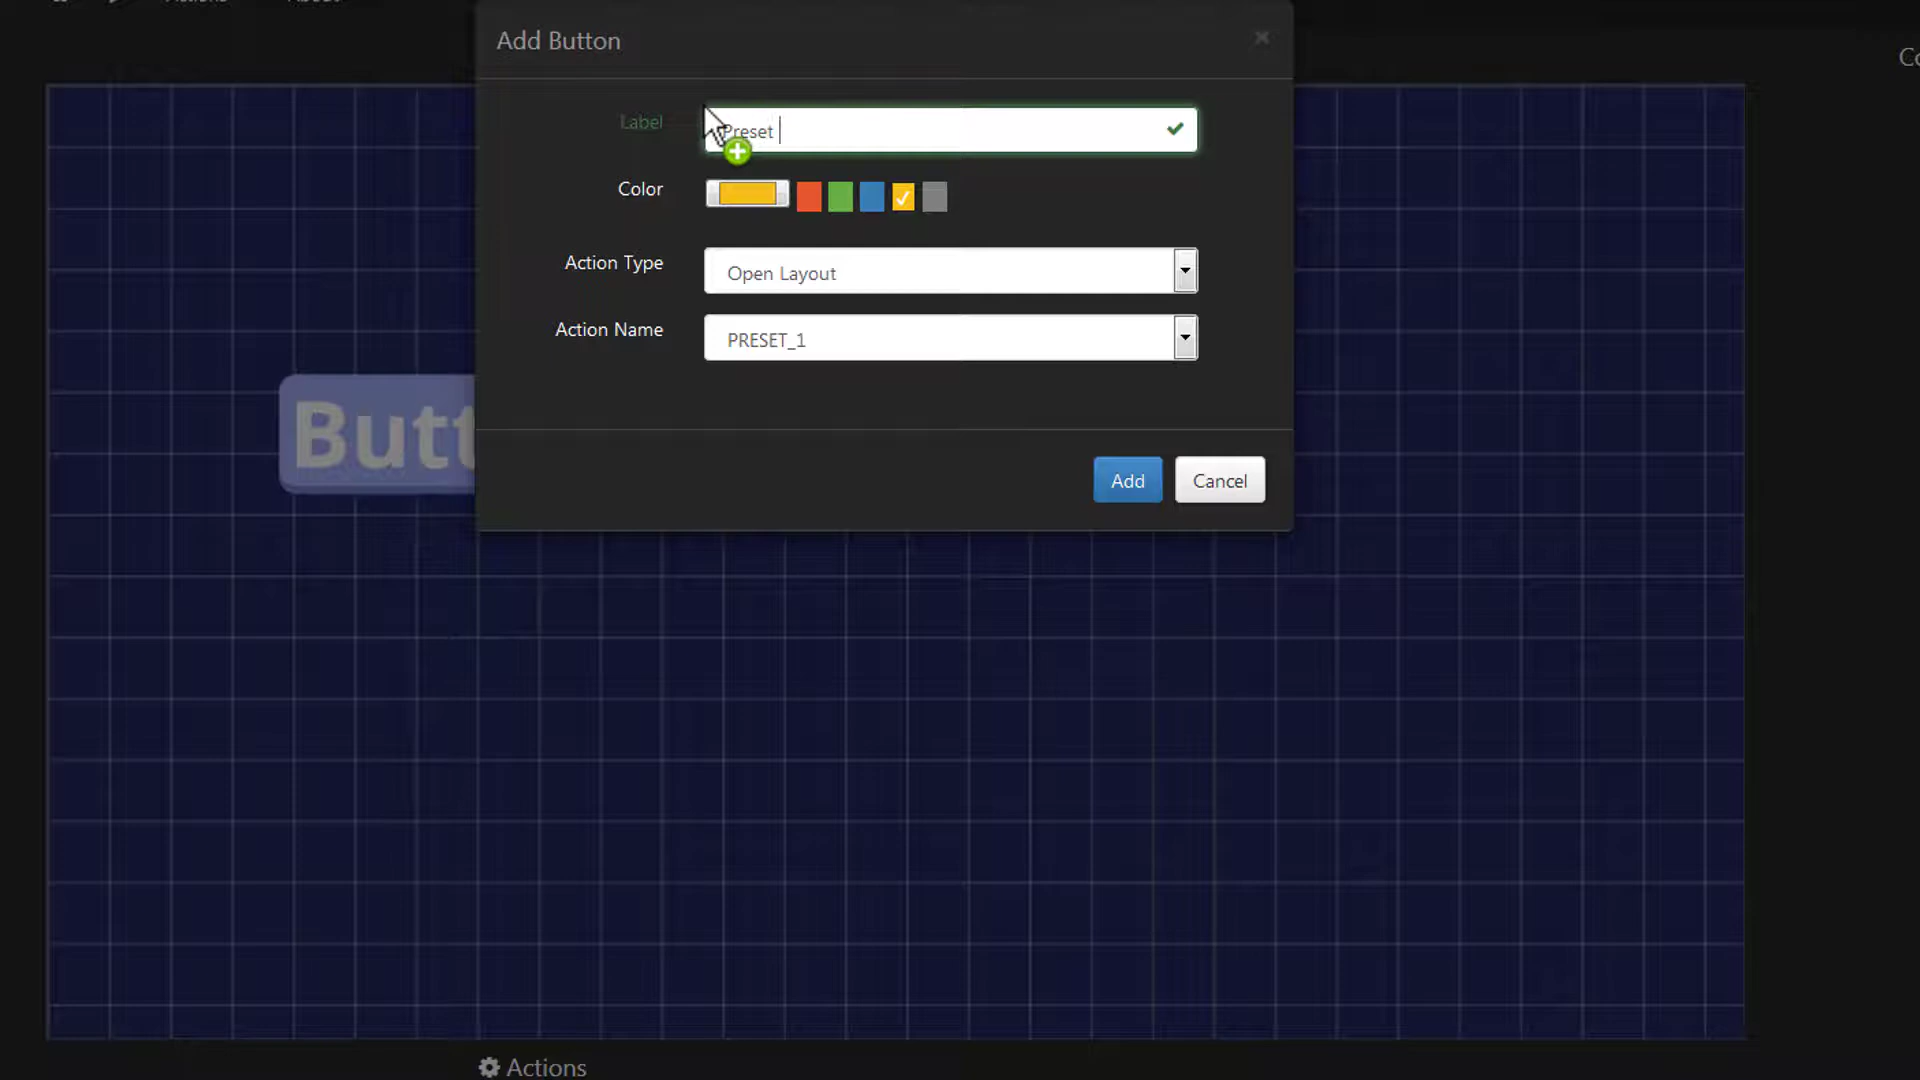 Add Button
×
Label
Preset
Color
Action Type
Open Layout
Action Name
PRESET_1
Butt
Add
Cancel
Actions